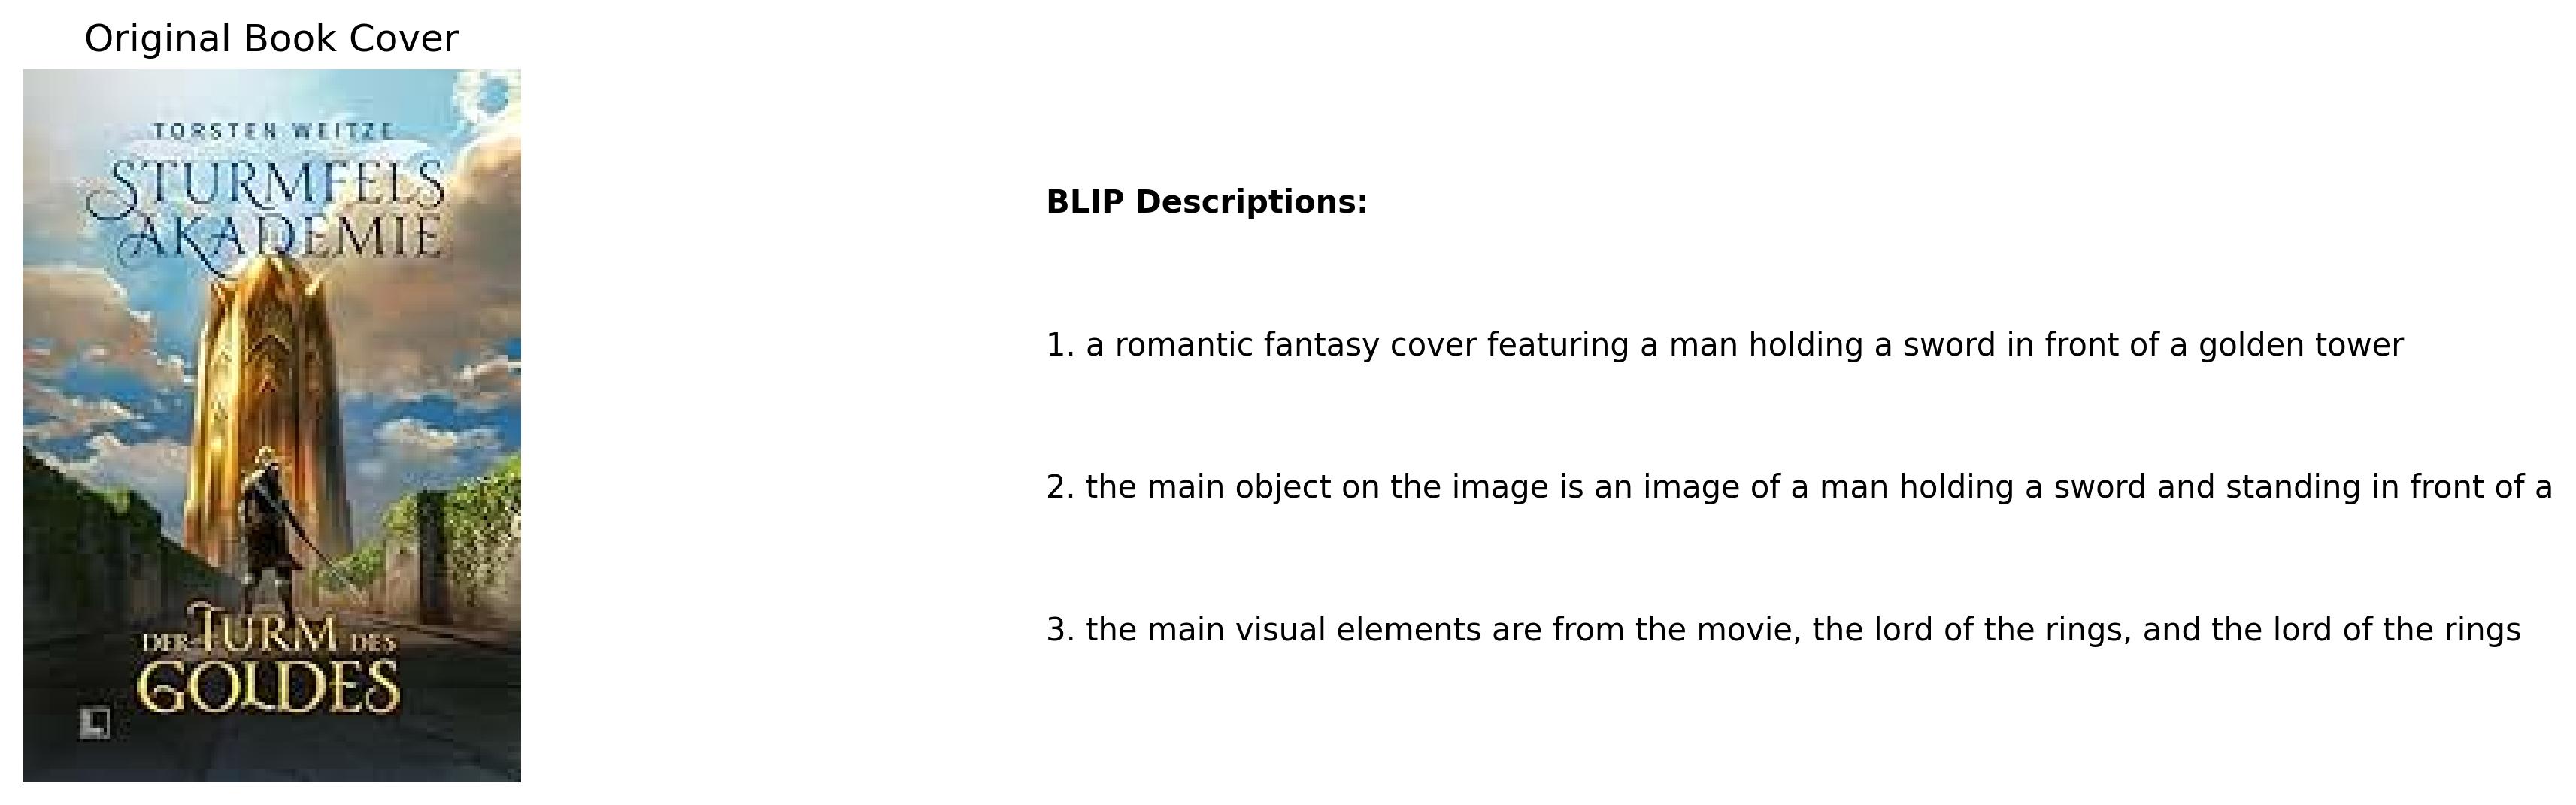 Original Book Cover
TORSTEN WEITZE
STURMFELS
AKADEMIE
DER TURM DES
GOLDES
BLIP Descriptions:
1. a romantic fantasy cover featuring a man holding a sword in front of a golden tower
2. the main object on the image is an image of a man holding a sword and standing in front of a
3. the main visual elements are from the movie, the lord of the rings, and the lord of the rings